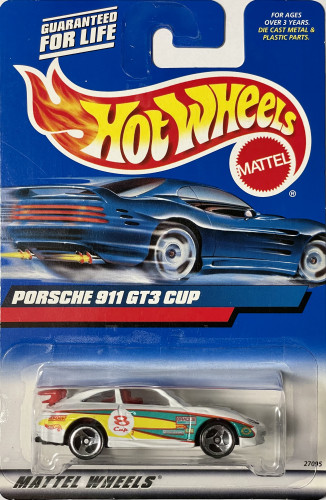 GUARANTEED
FOR LIFE
FOR AGES
OVER 3 YEARS.
DIE CAST METAL &
PLASTIC PARTS.
HOT WHEELS
MATTEL
®
PORSCHE 911 GT3 CUP
8
Cup
27095
MATTEL WHEELS